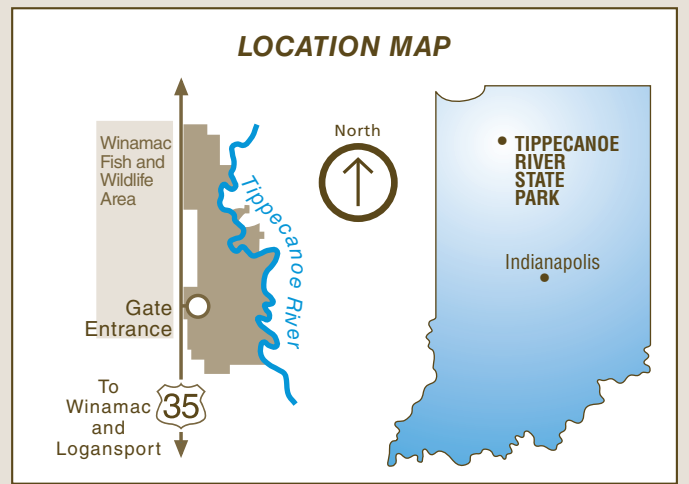 LOCATION MAP
Winamac
Fish and
Wildlife
Area
Tippecanoe River
Gate
Entrance
To
Winamac
and
Logansport
35
North
TIPPECANOE
RIVER
STATE
PARK
Indianapolis